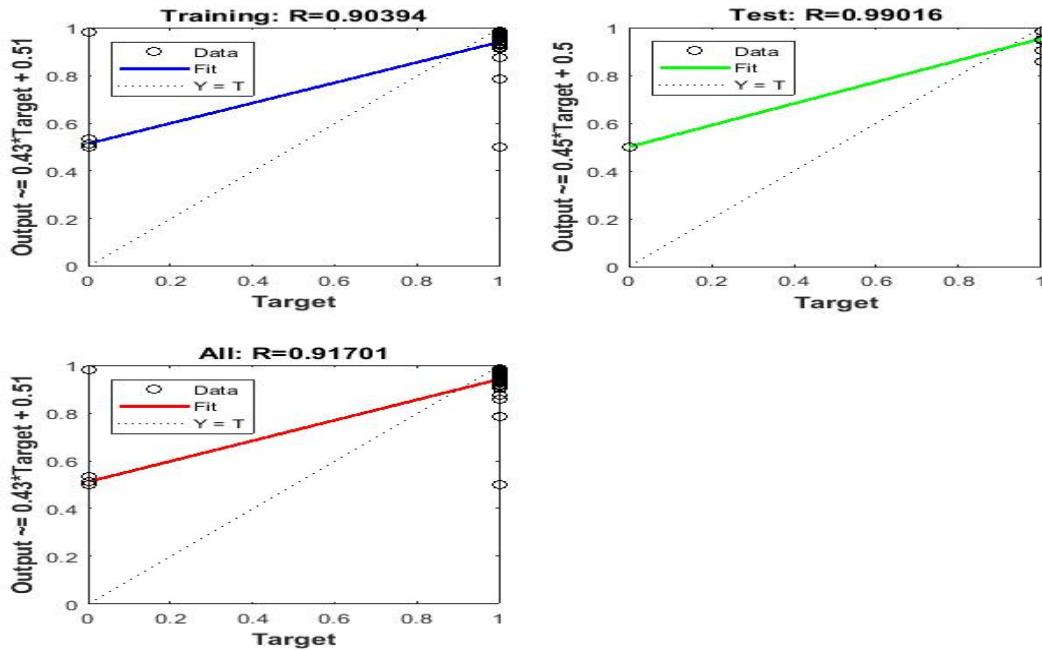 Training: R=0.90394
Output ~= 0.43*Target + 0.51
1
0.8
0.6
0.4
0.2
0
Data
Fit
Y = T
0 0.2 0.4 0.6 0.8 1
Target
Test: R=0.99016
Output ~= 0.45*Target + 0.5
1
0.8
0.6
0.4
0.2
0
Data
Fit
Y = T
0 0.2 0.4 0.6 0.8 1
Target
All: R=0.91701
Output ~= 0.43*Target + 0.51
1
0.8
0.6
0.4
0.2
0
Data
Fit
Y = T
0 0.2 0.4 0.6 0.8 1
Target